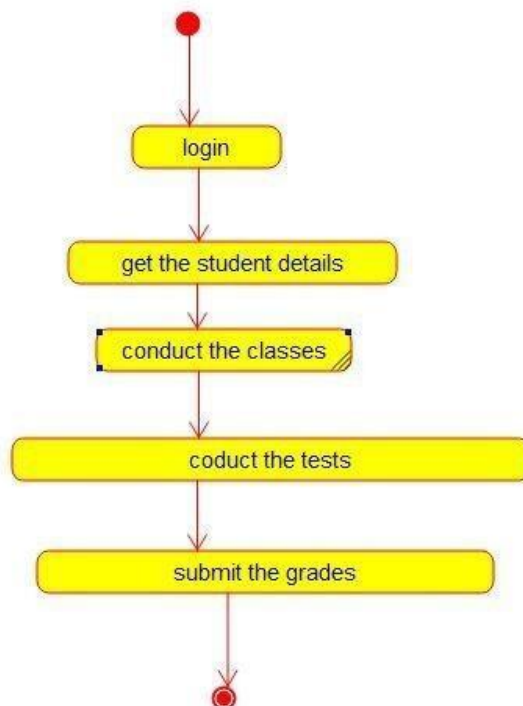 login
get the student details
conduct the classes
coduct the tests
submit the grades